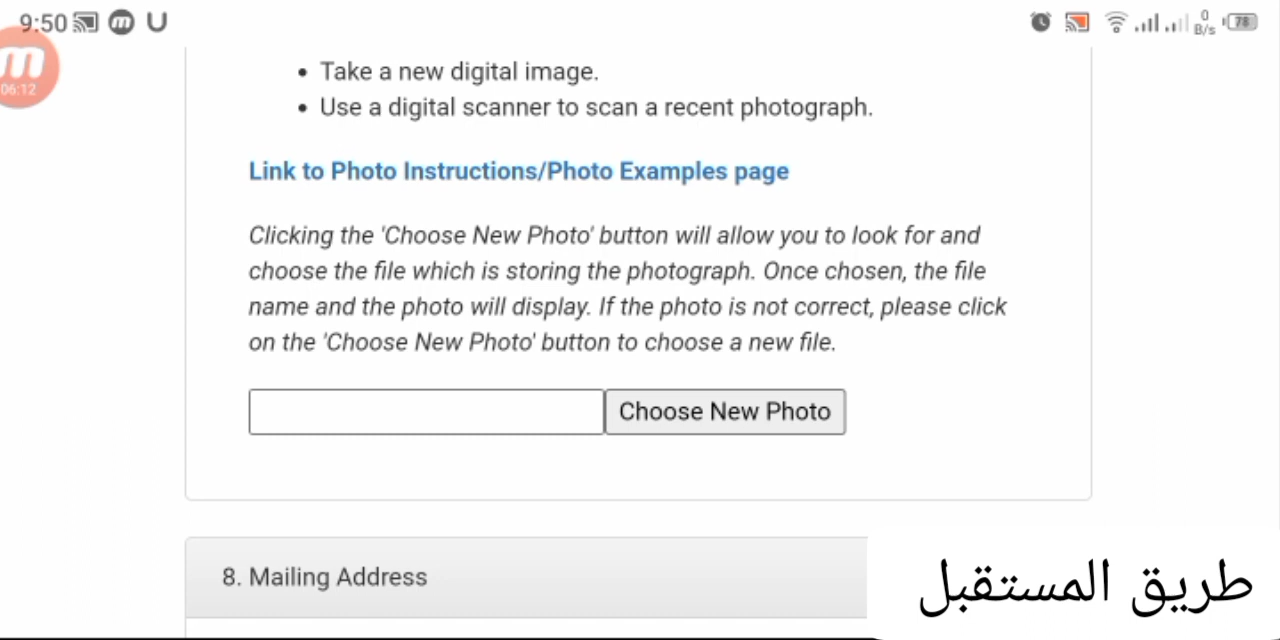 9:50 m U 0 B/s 78
m
06:12
• Take a new digital image.
• Use a digital scanner to scan a recent photograph.
Link to Photo Instructions/Photo Examples page
Clicking the 'Choose New Photo' button will allow you to look for and
choose the file which is storing the photograph. Once chosen, the file
name and the photo will display. If the photo is not correct, please click
on the 'Choose New Photo' button to choose a new file.
Choose New Photo
8. Mailing Address
طريق المستقبل